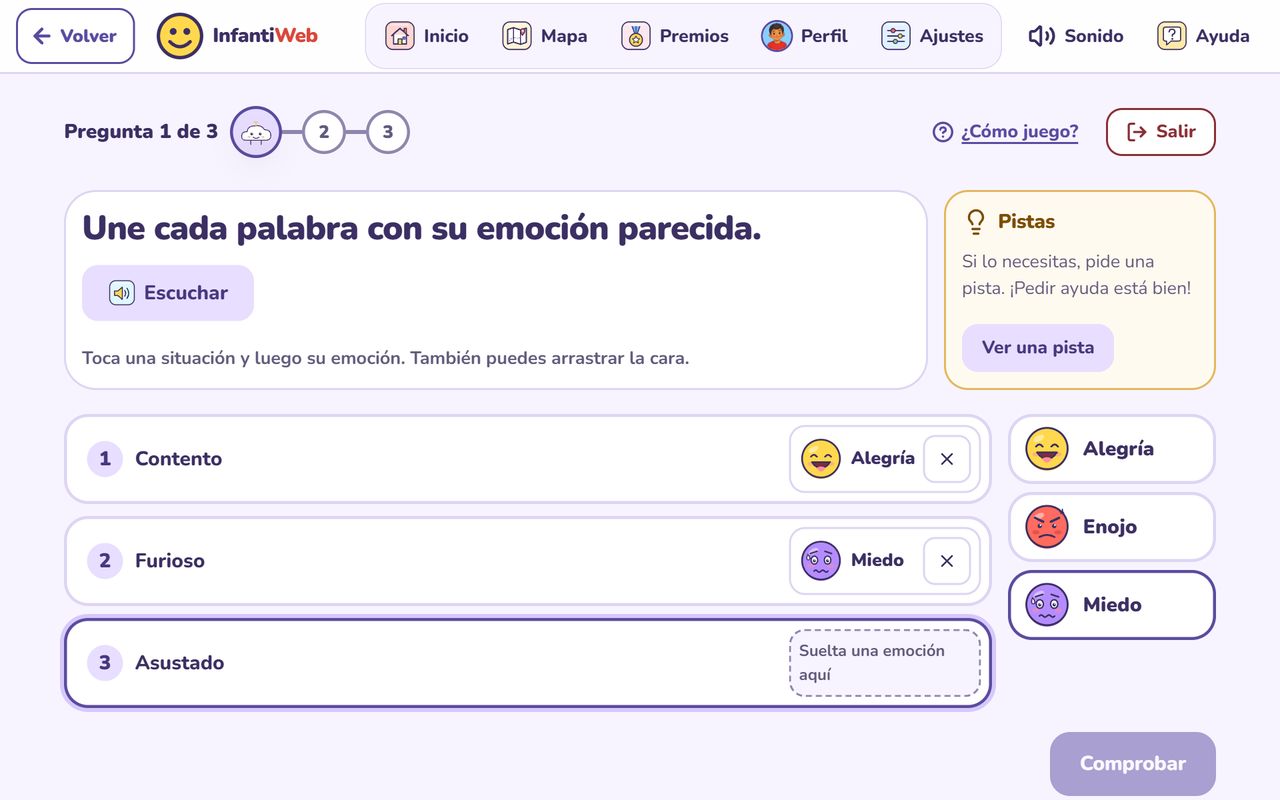 Volver
InfantiWeb
Inicio
Mapa
Premios
Perfil
Ajustes
Sonido
Ayuda
Pregunta 1 de 3
2
3
¿Cómo juego?
Salir
Une cada palabra con su emoción parecida.
Escuchar
Toca una situación y luego su emoción. También puedes arrastrar la cara.
Pistas
Si lo necesitas, pide una
pista. ¡Pedir ayuda está bien!
Ver una pista
1 Contento
Alegría
2 Furioso
Miedo
3 Asustado
Suelta una emoción
aquí
Alegría
Enojo
Miedo
Comprobar